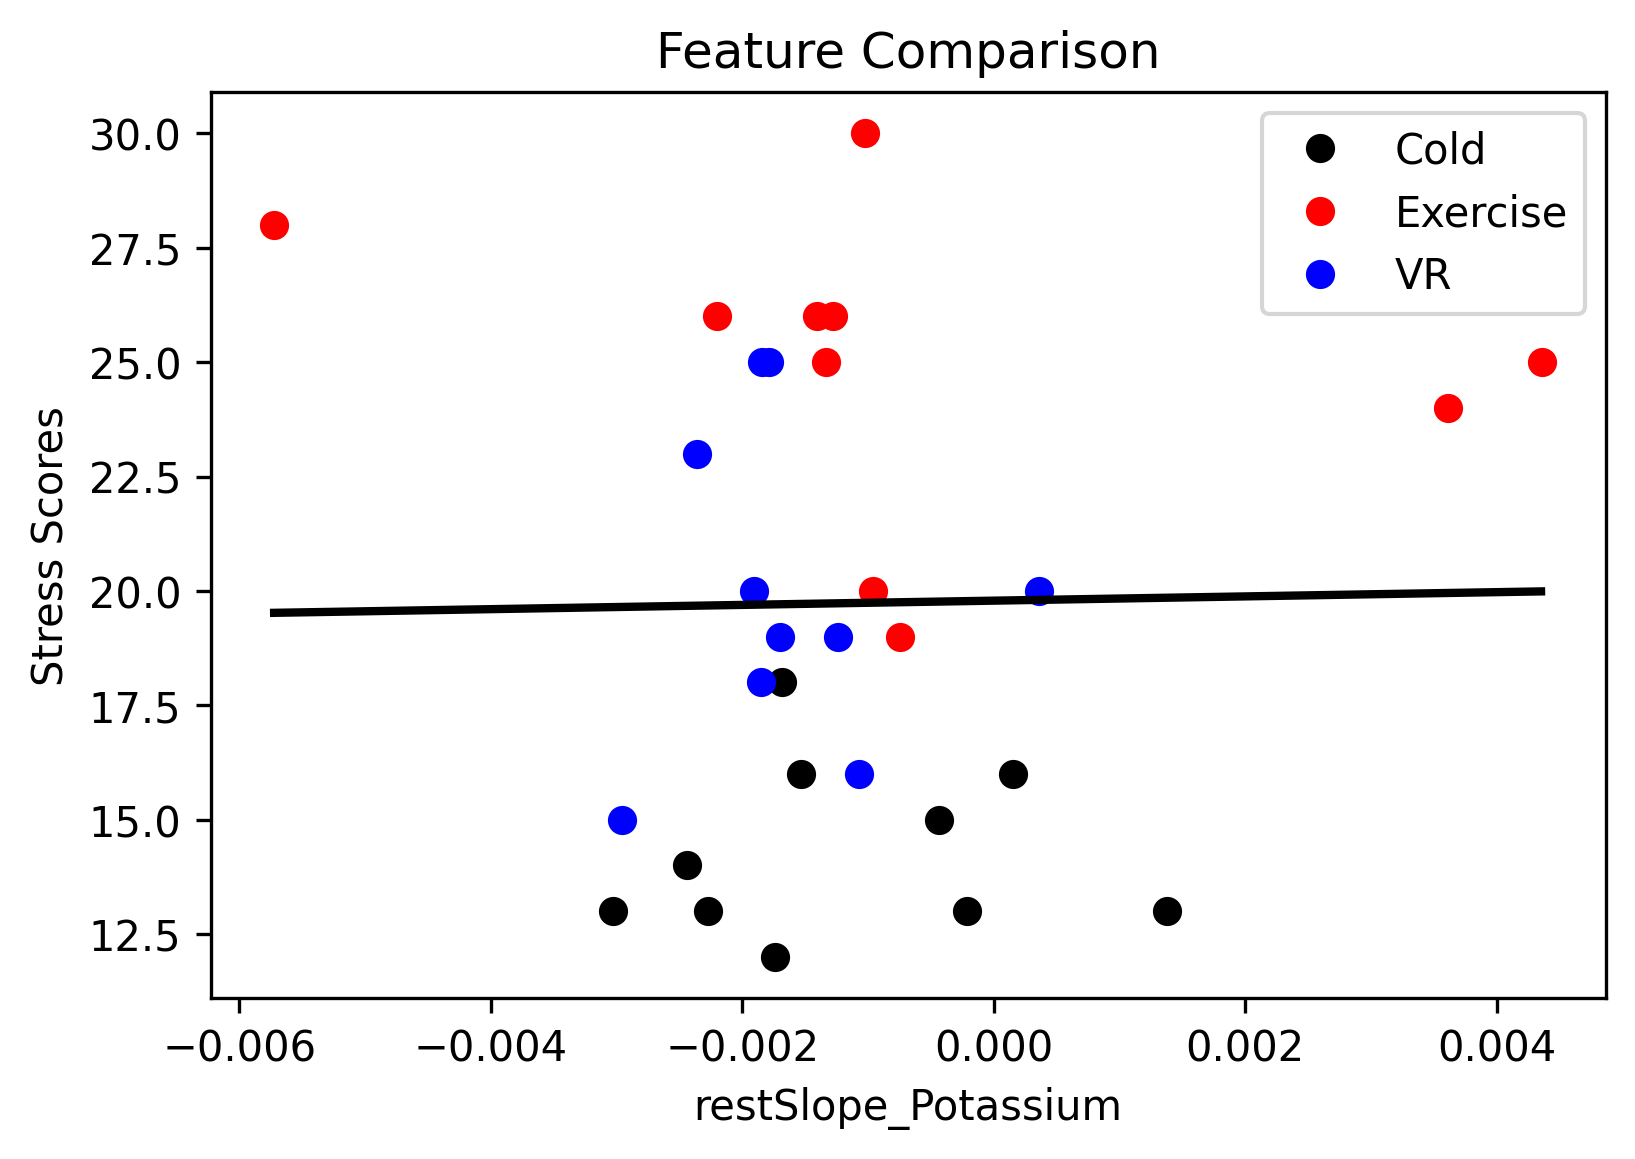 Feature Comparison
30.0
27.5
25.0
22.5
20.0
17.5
15.0
12.5
Stress Scores
Cold
Exercise
VR
−0.006 −0.004 −0.002 0.000 0.002 0.004
restSlope_Potassium